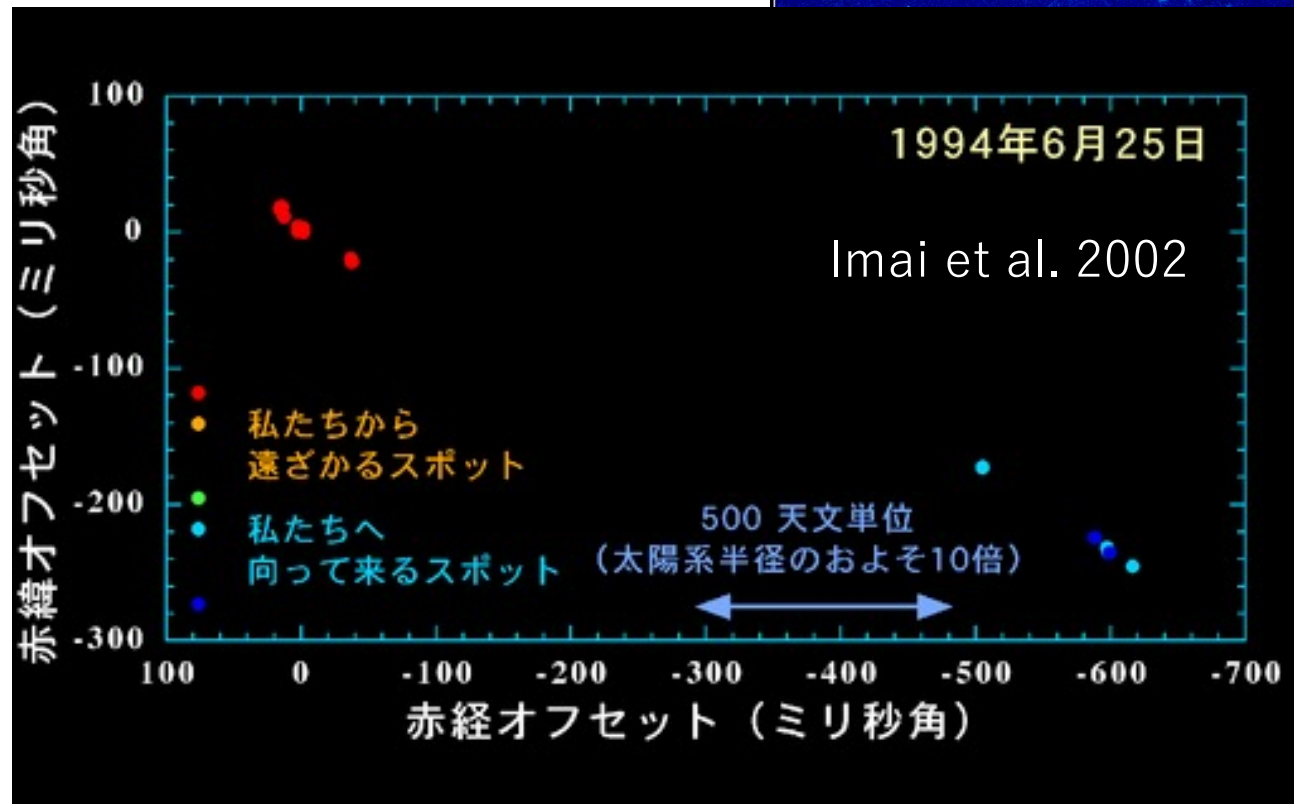 1994年6月25日
Imai et al. 2002
赤緯オフセット（ミリ秒角）
100
0
-100
-200
-300
私たちから
遠ざかるスポット
私たちへ
向って来るスポット
500 天文単位
（太陽系半径のおよそ10倍）
100 0 -100 -200 -300 -400 -500 -600 -700
赤経オフセット（ミリ秒角）